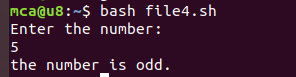 mca@u8:~$ bash file4.sh
Enter the number:
5
the number is odd.